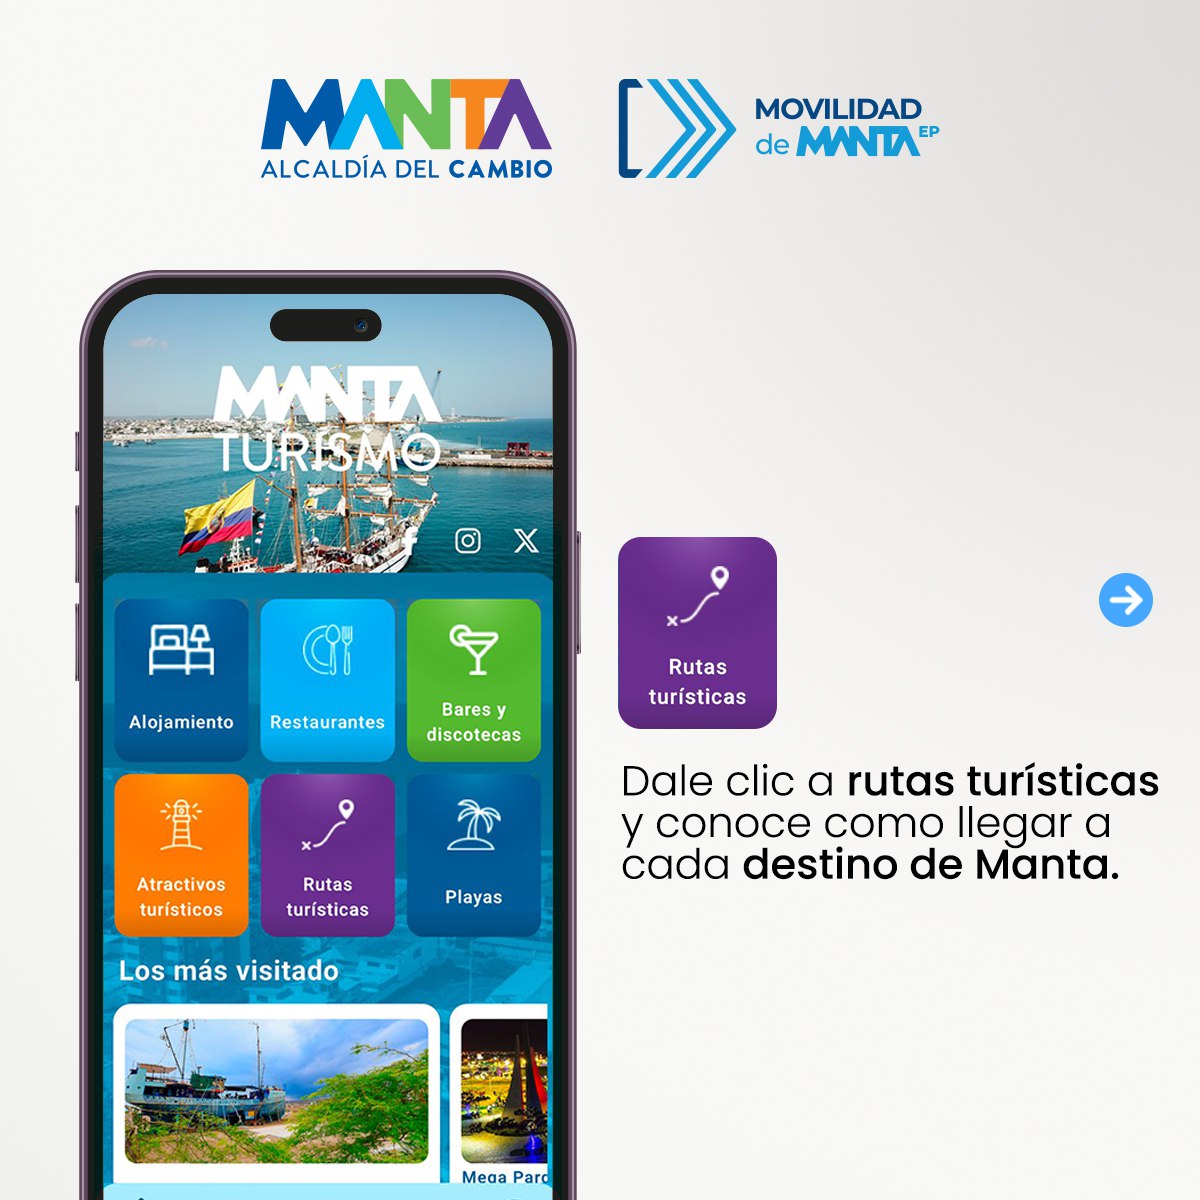 MANTA
ALCALDÍA DEL CAMBIO
MOVILIDAD
de MANTA EP
MANTA
TURISMO
Alojamiento
Restaurantes
Bares y
discotecas
Atractivos
turísticos
Rutas
turísticas
Playas
Los más visitado
Mega Parq
Rutas
turísticas
Dale clic a rutas turísticas
y conoce como llegar a
cada destino de Manta.